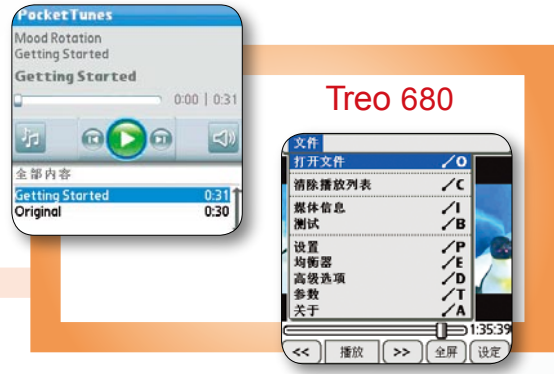 PocketTunes
Mood Rotation
Getting Started
Getting Started
0:00 | 0:31
全部内容
Getting Started 0:31
Original 0:30
Treo 680
文件
打开文件 /O
清除播放列表 /C
媒体信息 /I
测试 /B
设置 /P
均衡器 /E
高级选项 /D
参数 /T
关于 /A
1:35:39
<< 播放 >> 全屏 设定